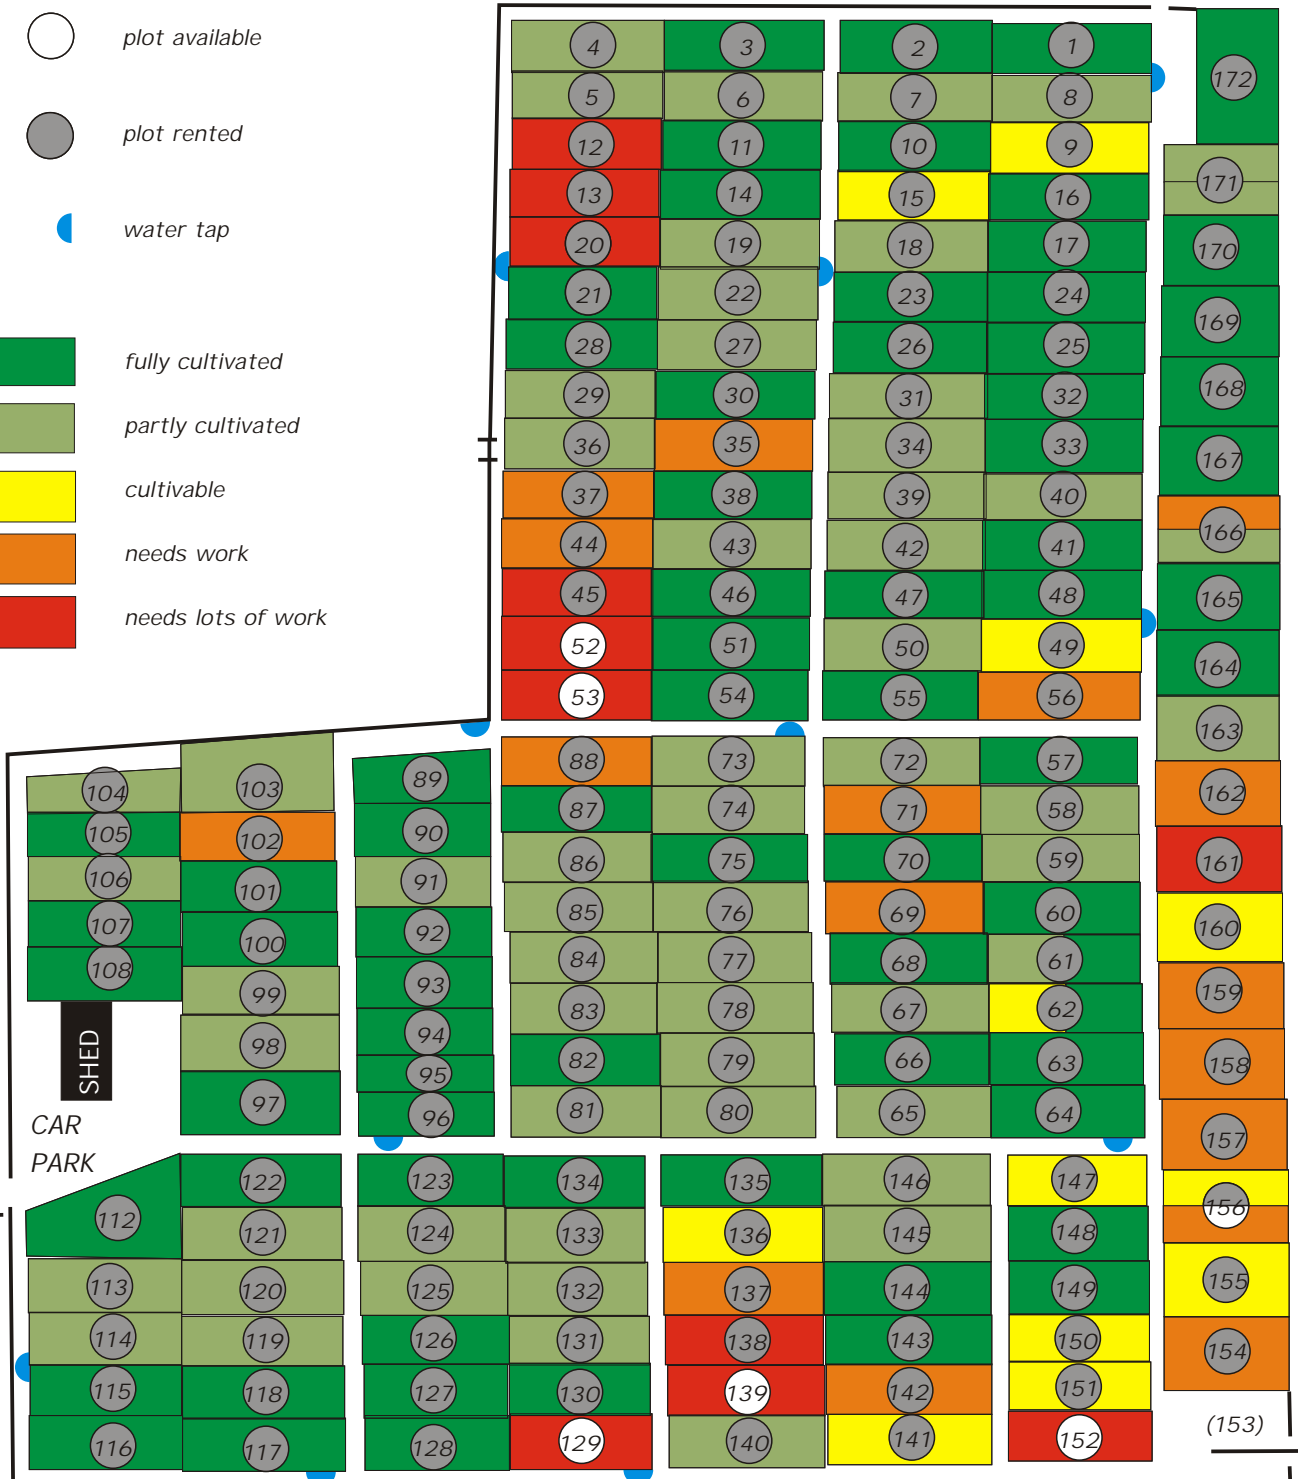 plot available
plot rented
water tap
fully cultivated
partly cultivated
cultivable
needs work
needs lots of work
4 3 2 1 172
5 6 7 8
12 11 10 9
13 14 15 16 171
20 19 18 17 170
21 22 23 24 169
28 27 26 25
29 30 31 32 168
36 35 34 33 167
37 38 39 40
44 43 42 41 166
45 46 47 48 165
52 51 50 49 164
53 54 55 56 163
104 103 89 88 73 72 57 162
105 102 90 87 74 71 58
106 101 91 86 75 70 59 161
107 100 92 85 76 69 60 160
108 99 93 84 77 68 61 159
98 94 83 78 67 62
SHED
95 82 79 66 63 158
97 96 81 80 65 64 157
CAR
PARK
112 122 123 134 135 146 147 156
121 124 133 136 145 148
113 120 125 132 137 144 149 155
114 119 126 131 138 143 150 154
115 118 127 130 139 142 151
116 117 128 129 140 141 152 (153)